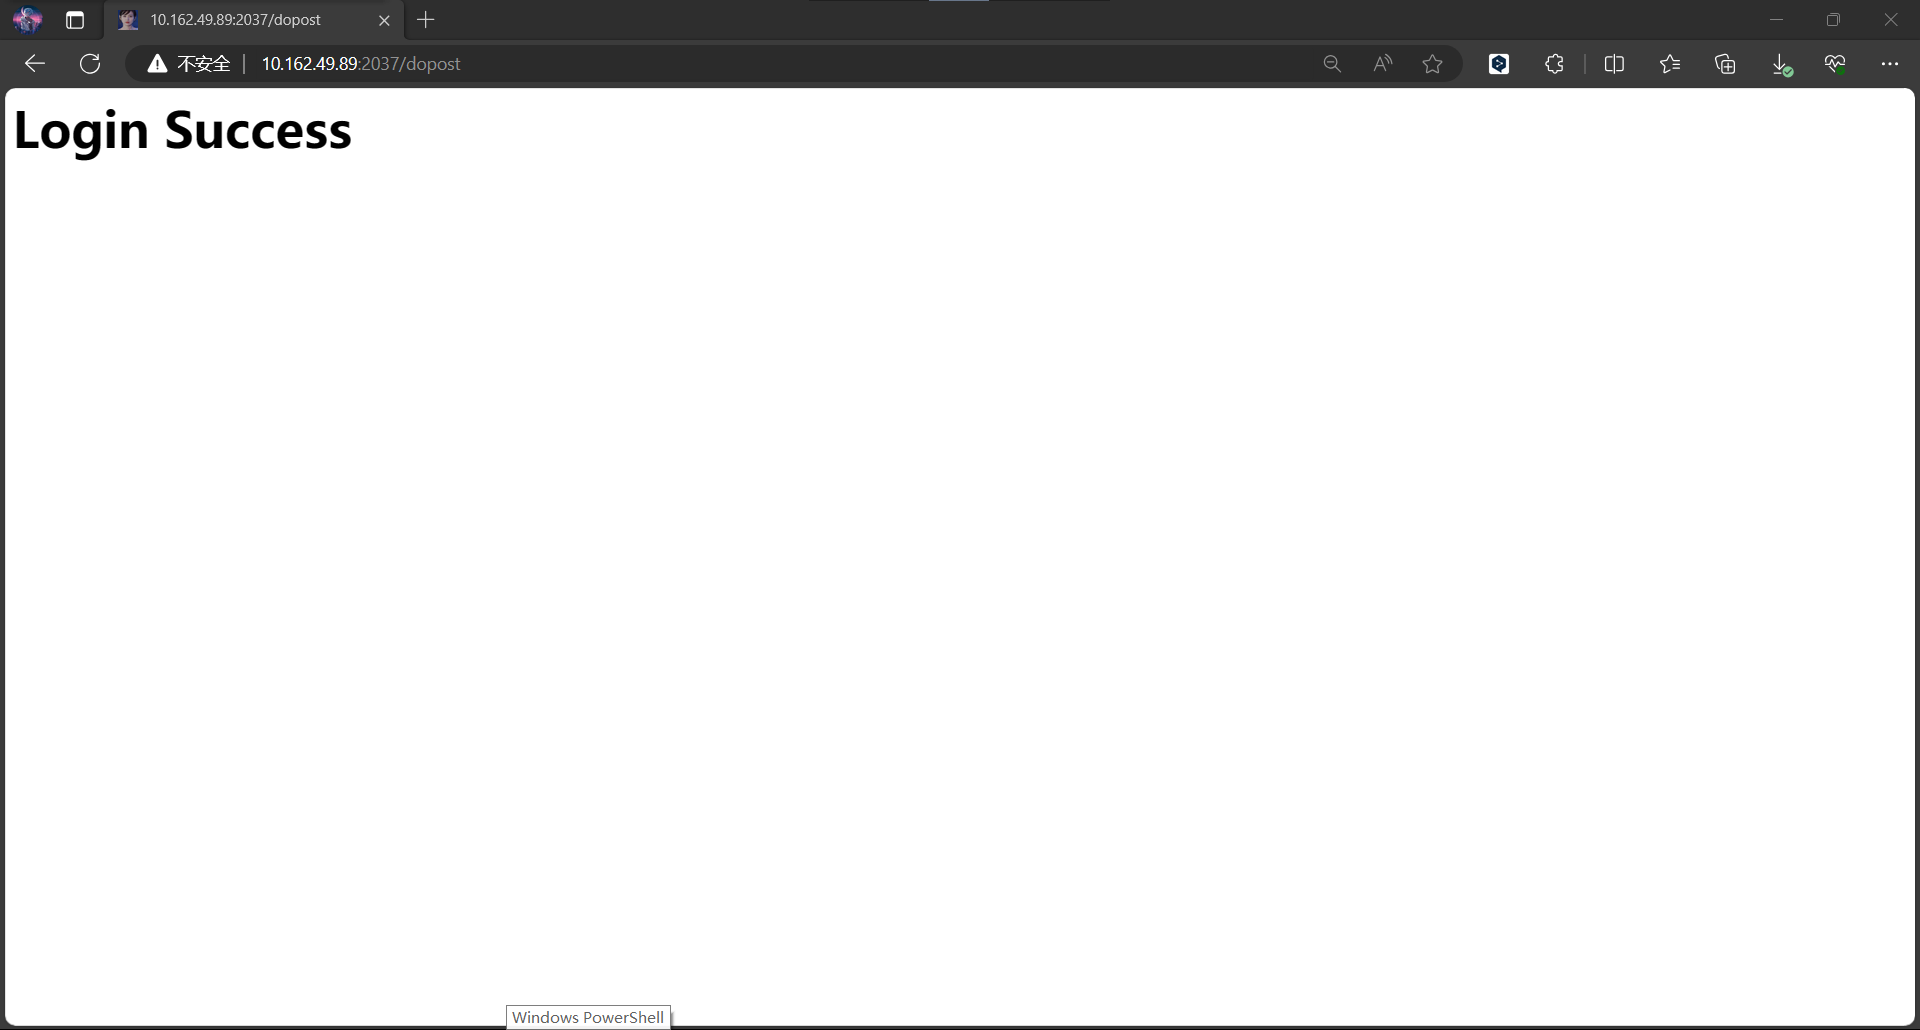 10.162.49.89:2037/dopost
不安全 10.162.49.89:2037/dopost
Login Success
Windows PowerShell